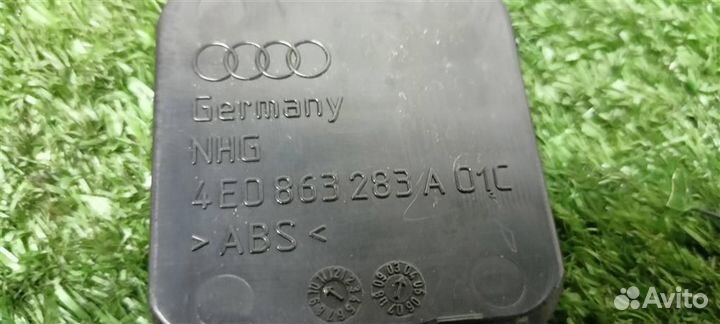 Germany
NHG
4E0 863 283 A 01C
>ABS<
Avito